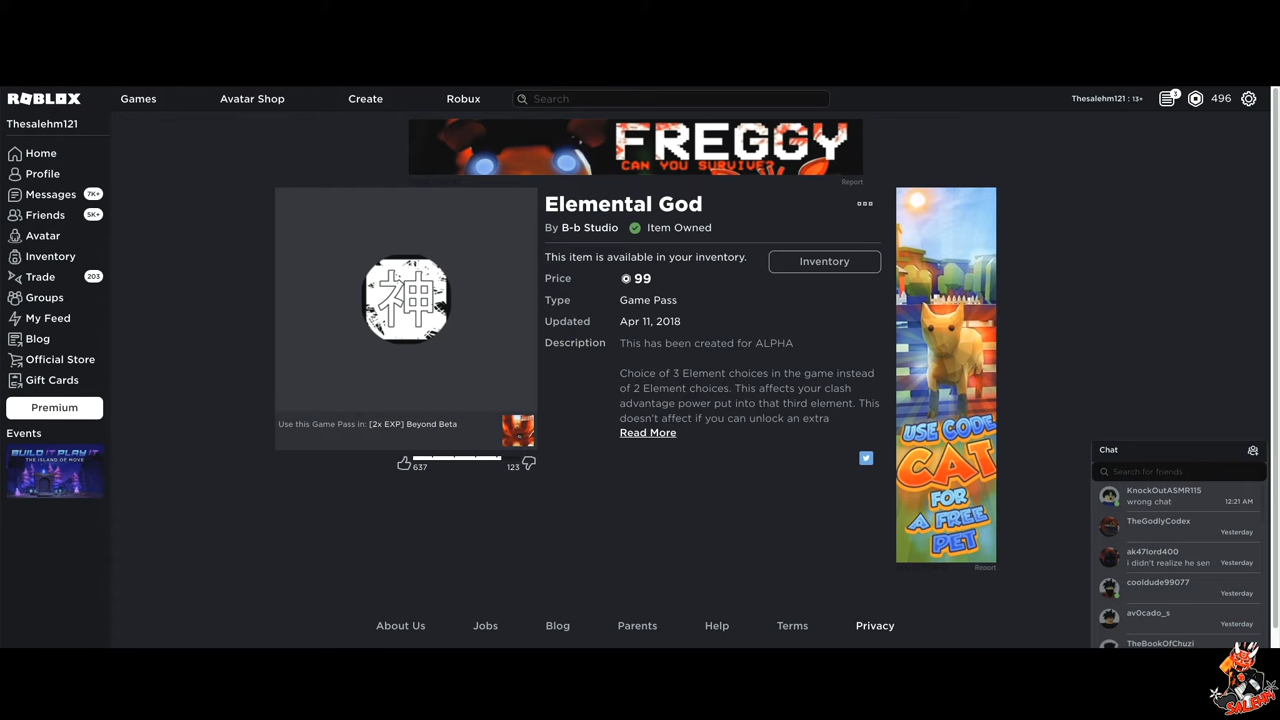 ROBLOX
Games
Avatar Shop
Create
Robux
Search
Thesalehm121 : 13+
3
496
Thesalehm121
Home
Profile
Messages
7K+
Friends
5K+
Avatar
Inventory
Trade
203
Groups
My Feed
Blog
Official Store
Gift Cards
Premium
Events
BUILD IT PLAY IT
THE ISLAND OF MOVE
FREGGY
CAN YOU SURVIVE?
Report
神
Use this Game Pass in: [2x EXP] Beyond Beta
637
123
Elemental God
By B-b Studio
Item Owned
This item is available in your inventory.
Inventory
Price
99
Type
Game Pass
Updated
Apr 11, 2018
Description
This has been created for ALPHA
Choice of 3 Element choices in the game instead
of 2 Element choices. This affects your clash
advantage power put into that third element. This
doesn't affect if you can unlock an extra
Read More
USE CODE
CAT
FOR
A FREE
PET
Report
Chat
Search for friends
KnockOutASMR115
wrong chat
12:21 AM
TheGodlyCodex
Yesterday
ak47lord400
i didn't realize he sen
Yesterday
cooldude99077
Yesterday
av0cado_s
Yesterday
TheBookOfChuzi
About Us
Jobs
Blog
Parents
Help
Terms
Privacy
SALEHM